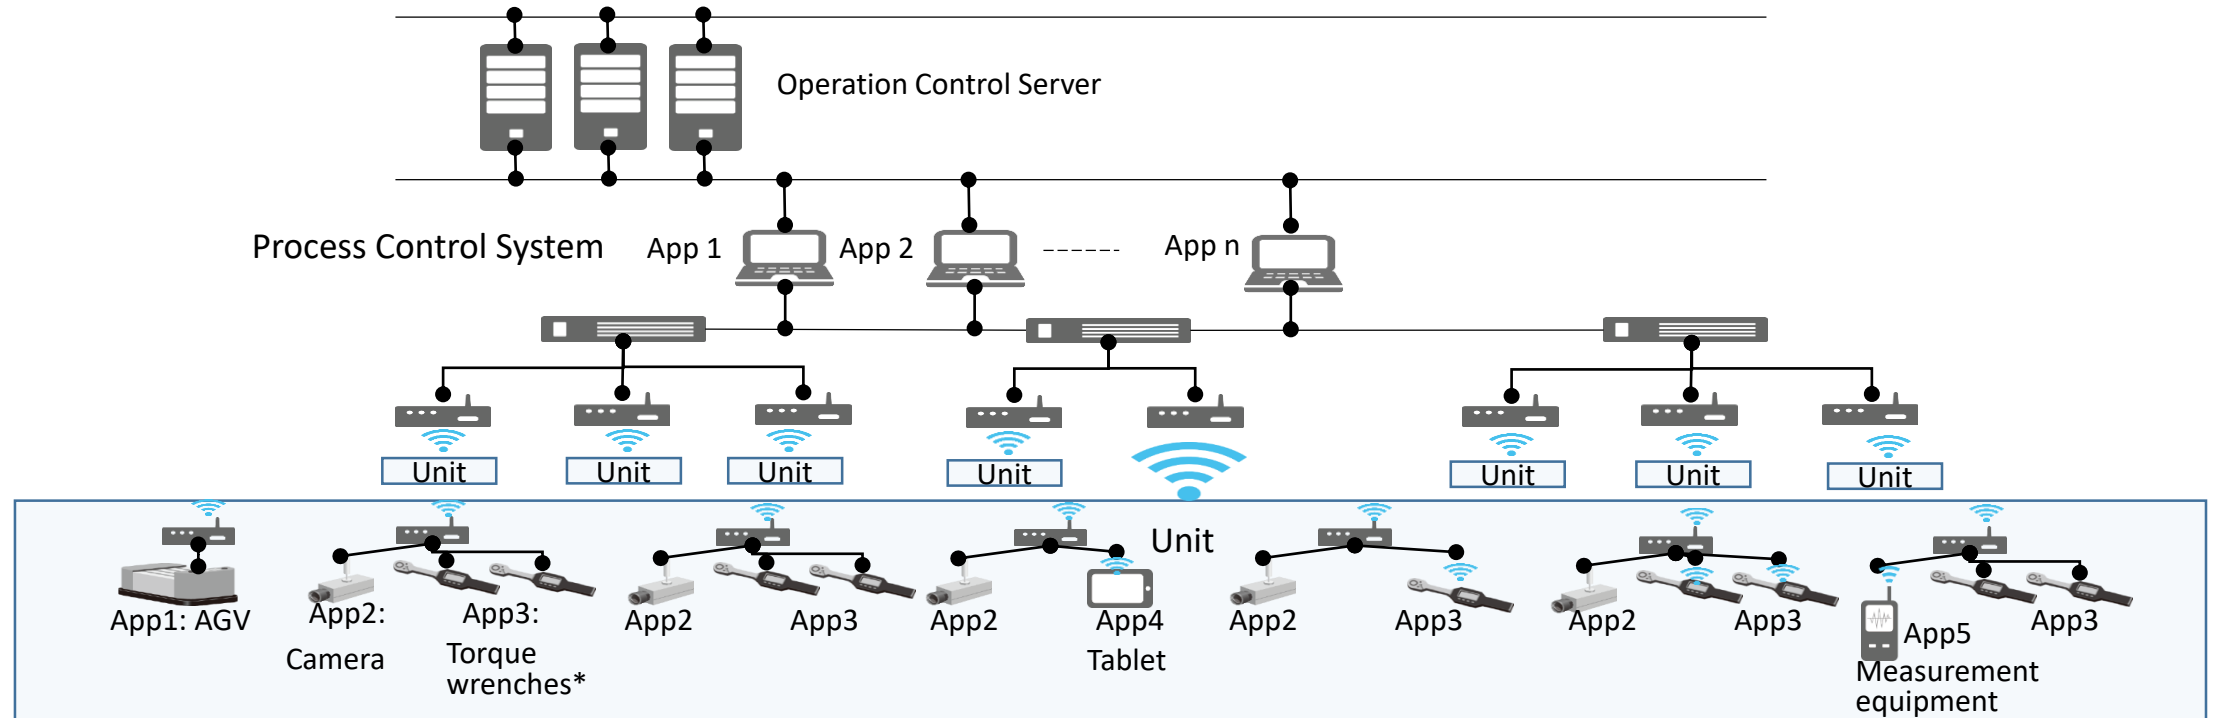 Operation Control Server
Process Control System
App 1
App 2
App n
Unit
Unit
Unit
Unit
Unit
Unit
Unit
Unit
App1: AGV
App2:
Camera
App3:
Torque
wrenches*
App2
App3
App2
App4
Tablet
App2
App3
App2
App3
App5
Measurement
equipment
App3